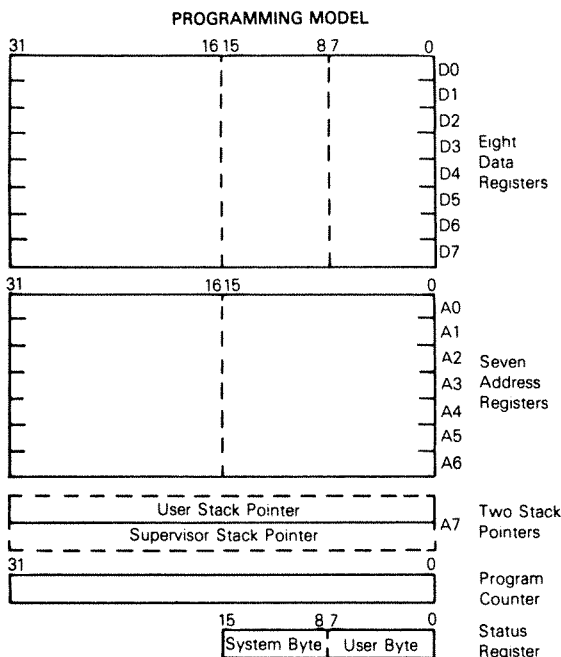 PROGRAMMING MODEL
31 16 15 8 7 0
D0
D1
D2
D3 Eight
D4 Data
D5 Registers
D6
D7
31 16 15 0
A0
A1
A2 Seven
A3 Address
A4 Registers
A5
A6
User Stack Pointer
A7 Two Stack
Supervisor Stack Pointer Pointers
31 0
Program
Counter
15 8 7 0
System Byte User Byte Status
Register